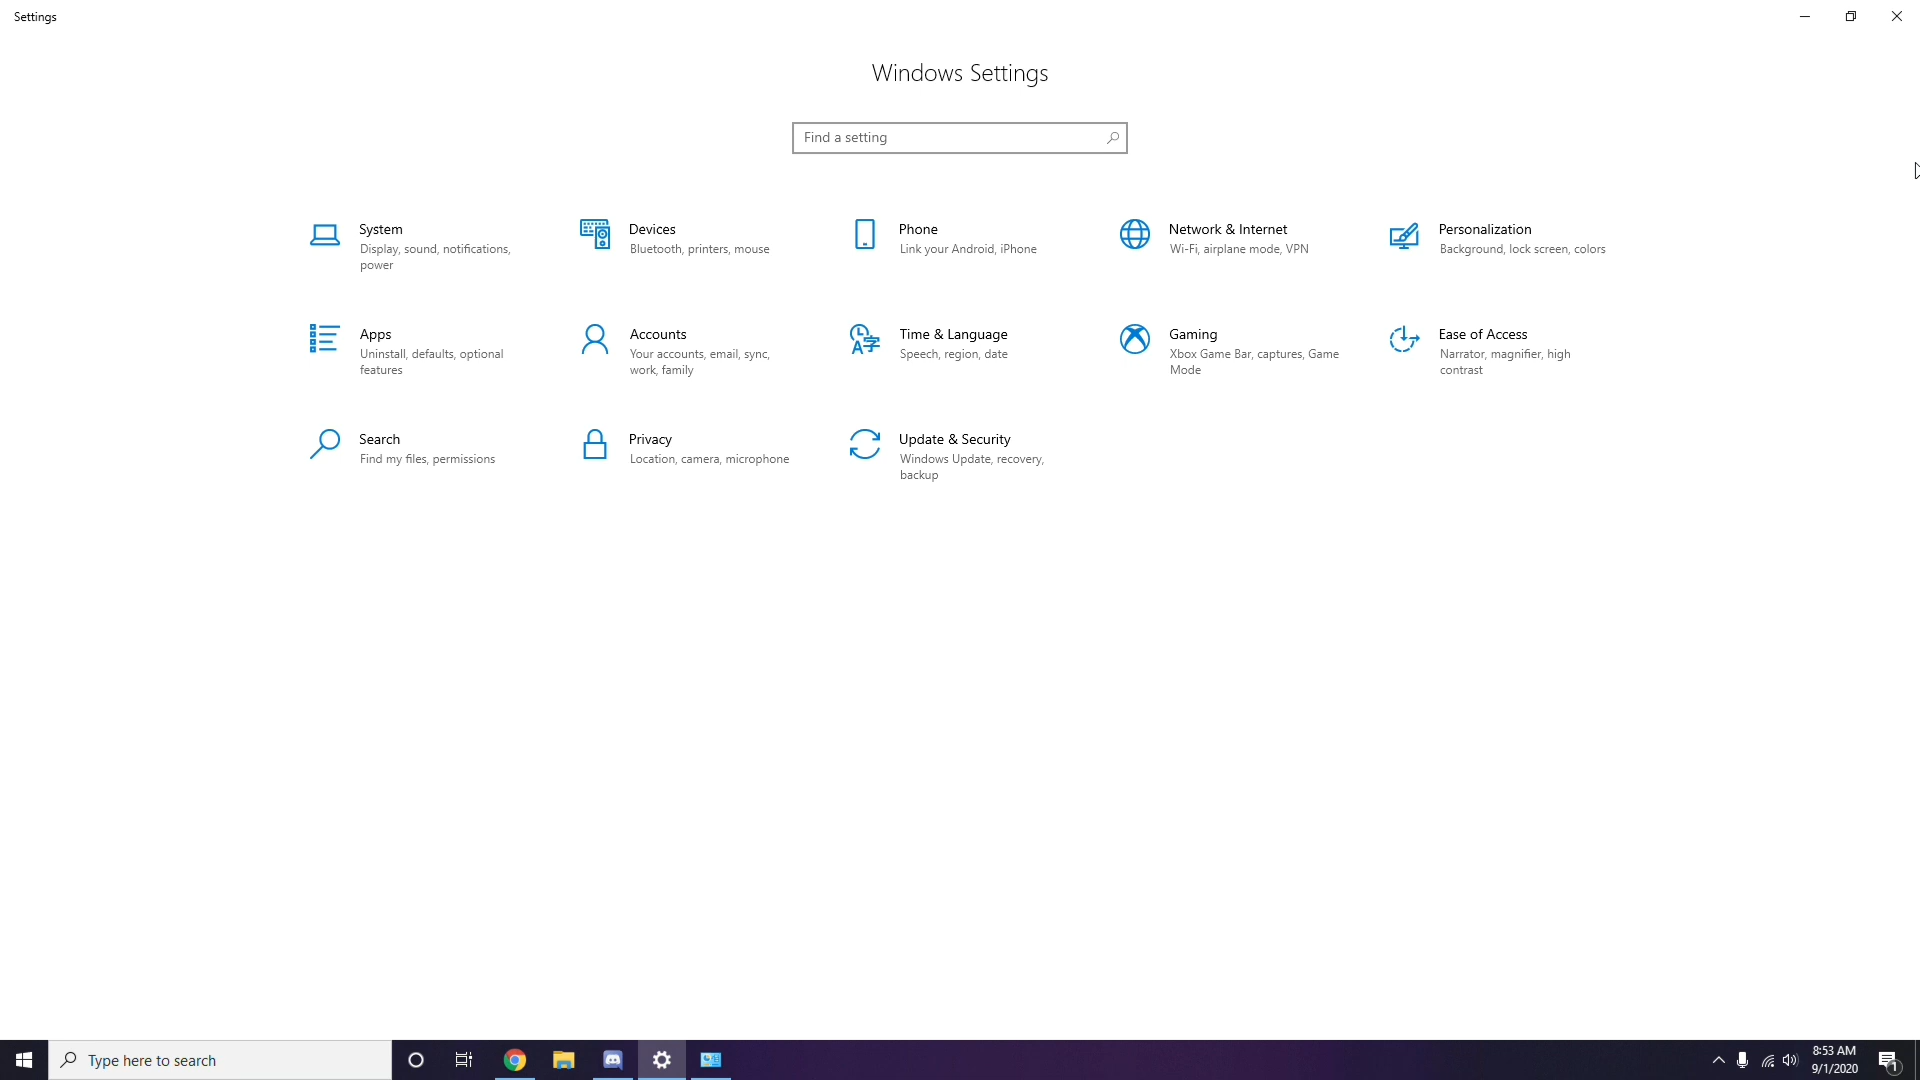 Settings
Windows Settings
Find a setting
System
Display, sound, notifications,
power
Devices
Bluetooth, printers, mouse
Phone
Link your Android, iPhone
Network & Internet
Wi-Fi, airplane mode, VPN
Personalization
Background, lock screen, colors
Apps
Uninstall, defaults, optional
features
Accounts
Your accounts, email, sync,
work, family
Time & Language
Speech, region, date
Gaming
Xbox Game Bar, captures, Game
Mode
Ease of Access
Narrator, magnifier, high
contrast
Search
Find my files, permissions
Privacy
Location, camera, microphone
Update & Security
Windows Update, recovery,
backup
Type here to search
8:53 AM
9/1/2020
1